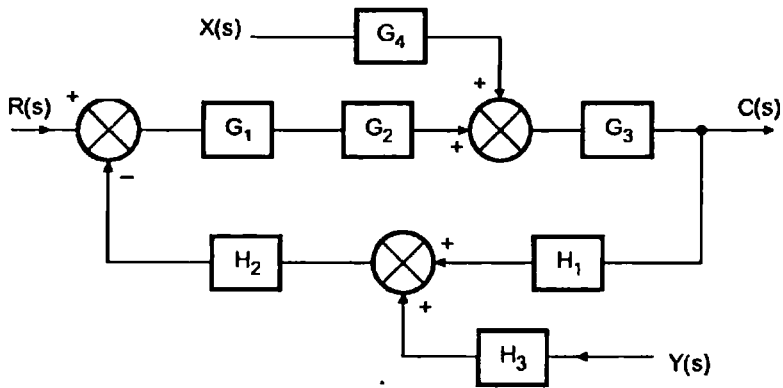 X(s)
G4
R(s)
+
G1
G2
+
+
G3
C(s)
−
H2
+
+
H1
H3
Y(s)